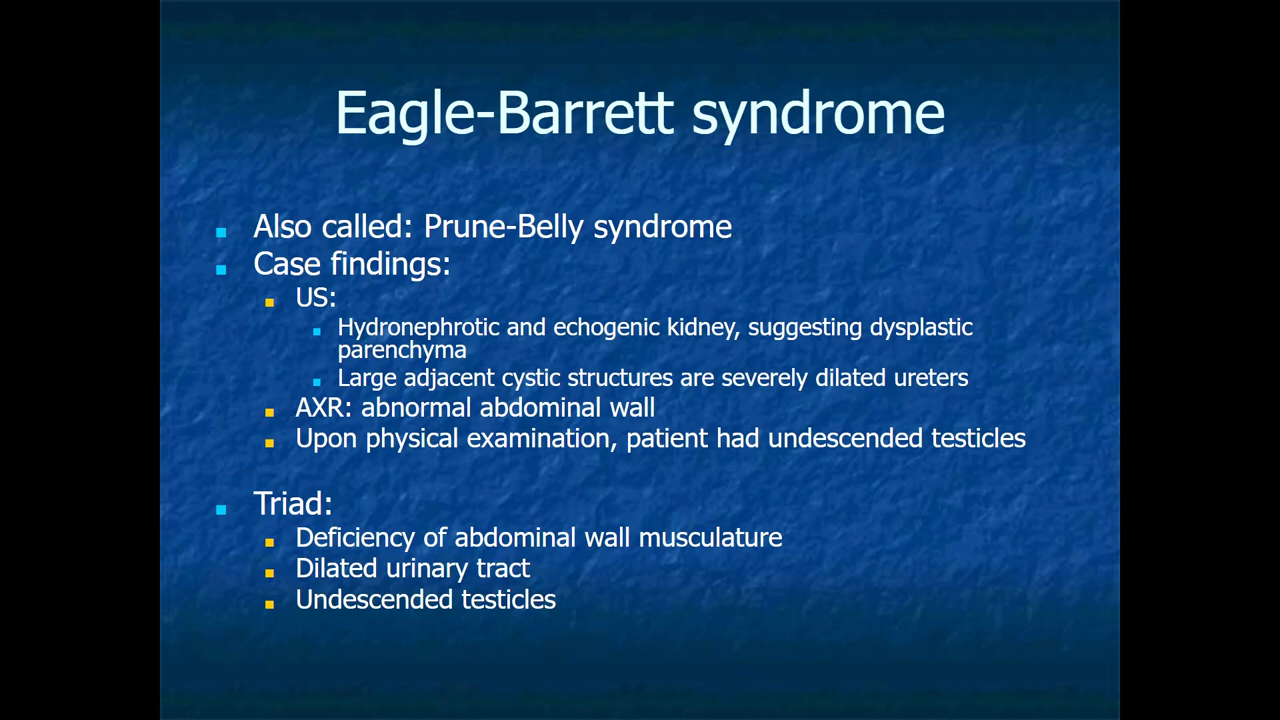 Eagle-Barrett syndrome
Also called: Prune-Belly syndrome
Case findings:
US:
Hydronephrotic and echogenic kidney, suggesting dysplastic
parenchyma
Large adjacent cystic structures are severely dilated ureters
AXR: abnormal abdominal wall
Upon physical examination, patient had undescended testicles
Triad:
Deficiency of abdominal wall musculature
Dilated urinary tract
Undescended testicles